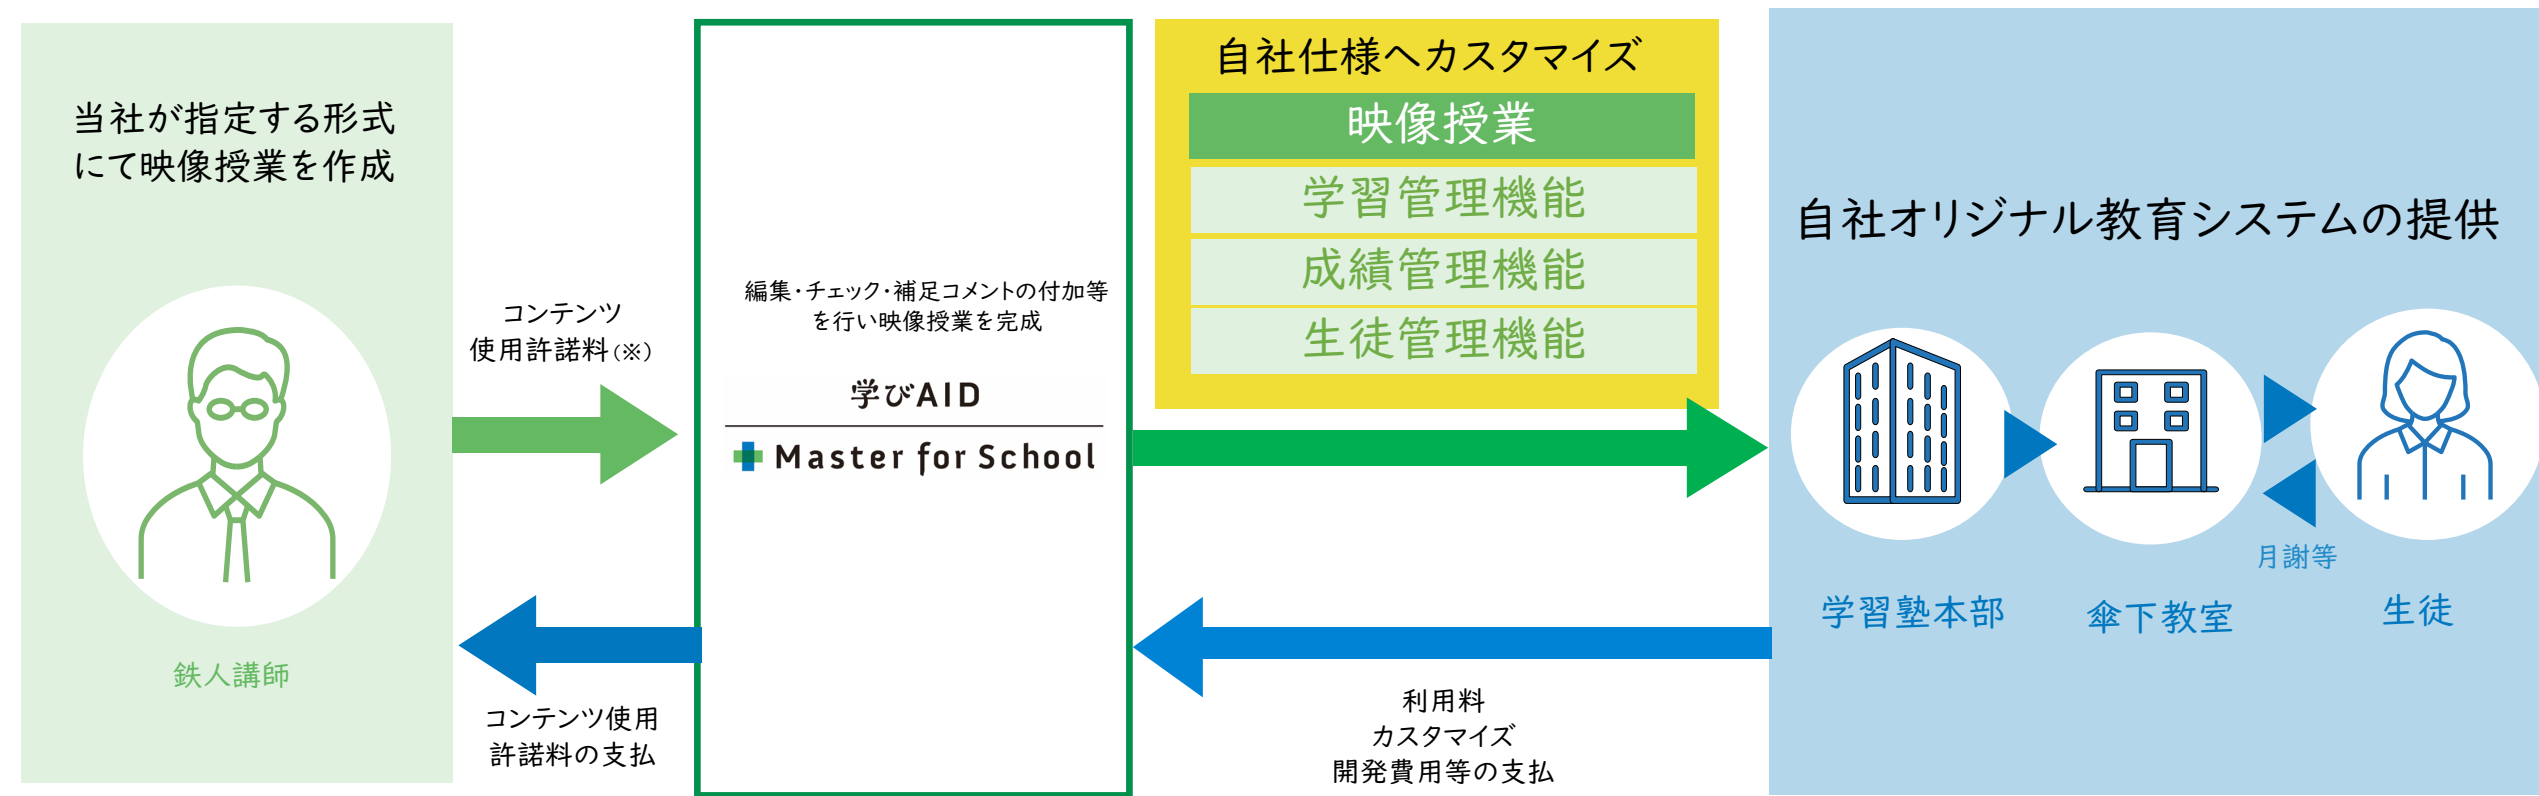 当社が指定する形式
にて映像授業を作成
鉄人講師
コンテンツ
使用許諾料(※)
コンテンツ使用
許諾料の支払
編集・チェック・補足コメントの付加等
を行い映像授業を完成
学びAID
Master for School
自社仕様へカスタマイズ
映像授業
学習管理機能
成績管理機能
生徒管理機能
利用料
カスタマイズ
開発費用等の支払
自社オリジナル教育システムの提供
月謝等
学習塾本部
傘下教室
生徒